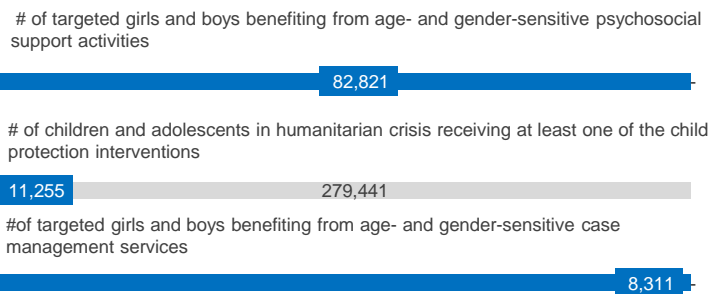 # of targeted girls and boys benefiting from age- and gender-sensitive psychosocial
support activities
82,821 -
# of children and adolescents in humanitarian crisis receiving at least one of the child
protection interventions
11,255 279,441
#of targeted girls and boys benefiting from age- and gender-sensitive case
management services
8,311 -